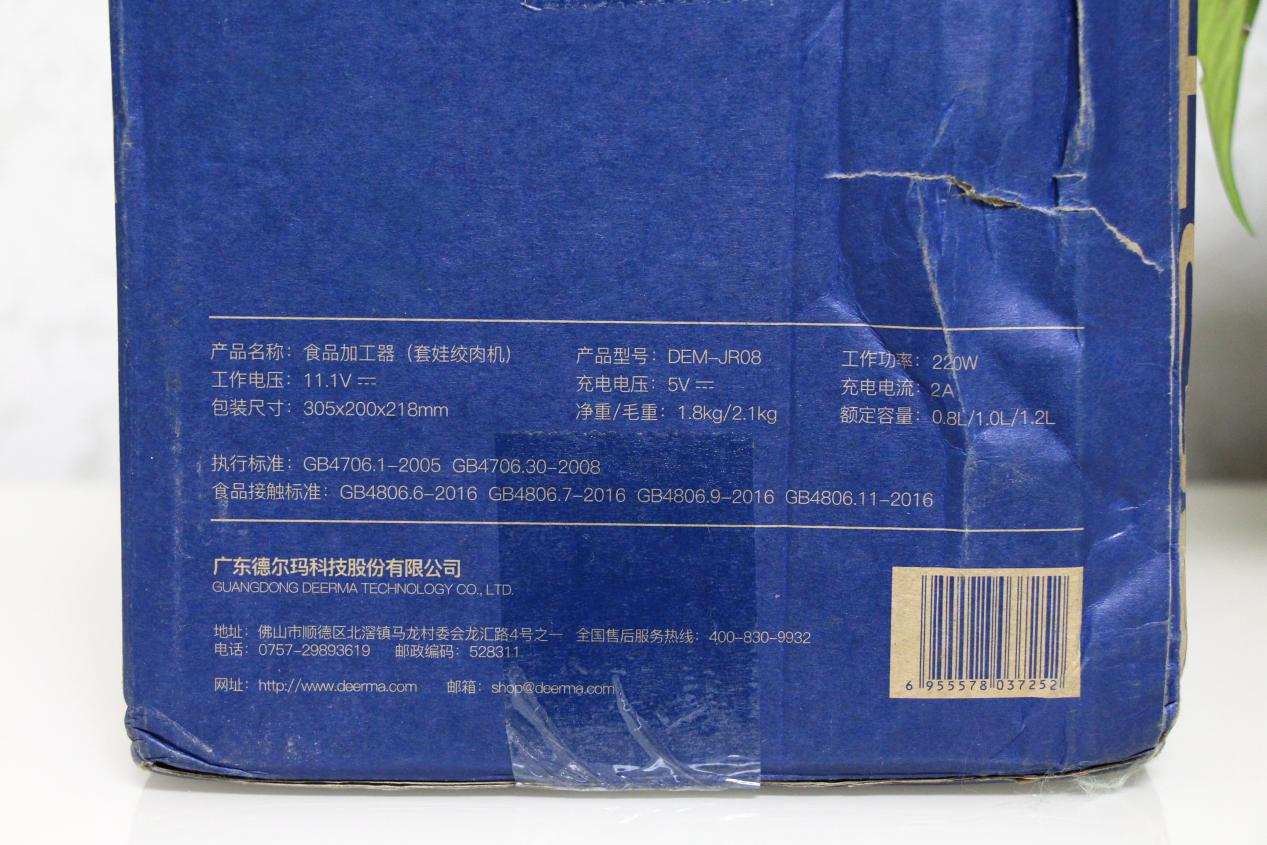 产品名称：食品加工器（套娃绞肉机） 产品型号：DEM-JR08 工作功率：220W
工作电压：11.1V 充电电压：5V 充电电流：2A
包装尺寸：305x200x218mm 净重/毛重：1.8kg/2.1kg 额定容量：0.8L/1.0L/1.2L
执行标准：GB4706.1-2005 GB4706.30-2008
食品接触标准：GB4806.6-2016 GB4806.7-2016 GB4806.9-2016 GB4806.11-2016
广东德尔玛科技股份有限公司
GUANGDONG DEERMA TECHNOLOGY CO., LTD.
地址：佛山市顺德区北滘镇马龙村委会龙汇路4号之一 全国售后服务热线：400-830-9932
电话：0757-29893619 邮政编码：528311
网址：http://www.deerma.com 邮箱：shop@deerma.com
6 955578 037252